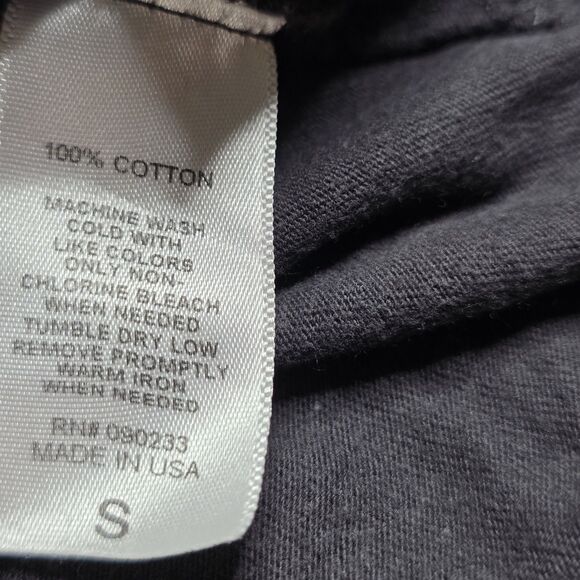 100% COTTON
MACHINE WASH
COLD WITH
LIKE COLORS
ONLY NON-
CHLORINE BLEACH
WHEN NEEDED
TUMBLE DRY LOW
REMOVE PROMPTLY
WARM IRON
WHEN NEEDED
RN# 090233
MADE IN USA
S